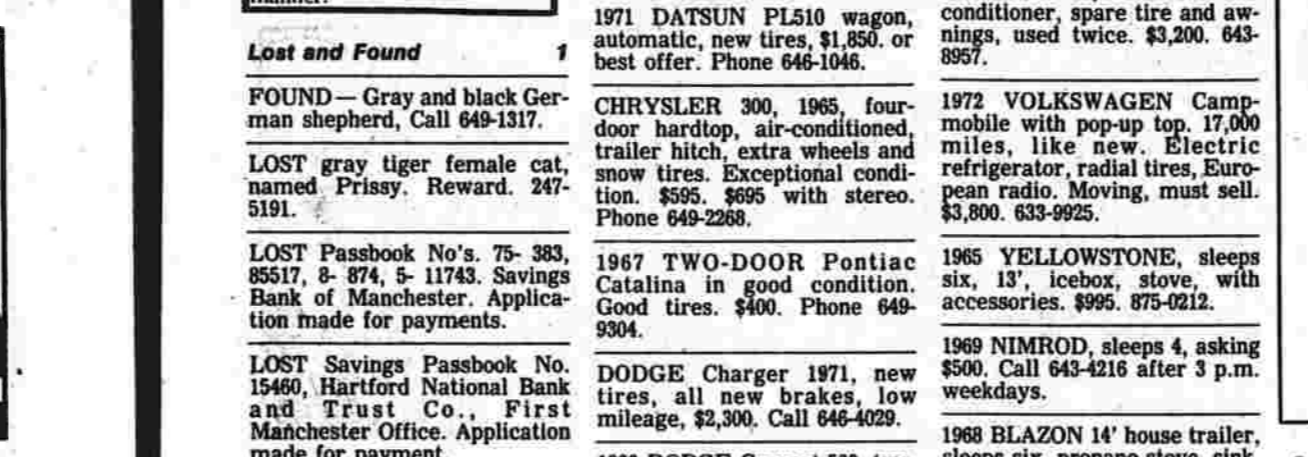 manner.
Lost and Found 1
FOUND— Gray and black Ger-
man shepherd, Call 649-1317.
LOST gray tiger female cat,
named Prissy. Reward. 247-
5191.
LOST Passbook No's. 75- 383,
85517, 8- 874, 5- 11743. Savings
Bank of Manchester. Applica-
tion made for payments.
LOST Savings Passbook No.
15460, Hartford National Bank
and Trust Co., First
Manchester Office. Application
made for payment.
1971 DATSUN PL510 wagon,
automatic, new tires, $1,850. or
best offer. Phone 646-1046.
CHRYSLER 300, 1965, four-
door hardtop, air-conditioned,
trailer hitch, extra wheels and
snow tires. Exceptional condi-
tion. $595. $695 with stereo.
Phone 649-2268.
1967 TWO-DOOR Pontiac
Catalina in good condition.
Good tires. $400. Phone 649-
9304.
DODGE Charger 1971, new
tires, all new brakes, low
mileage, $2,300. Call 646-4029.
DODGE
conditioner, spare tire and aw-
nings, used twice. $3,200. 643-
8957.
1972 VOLKSWAGEN Camp-
mobile with pop-up top. 17,000
miles, like new. Electric
refrigerator, radial tires, Euro-
pean radio. Moving, must sell.
$3,800. 633-9925.
1965 YELLOWSTONE, sleeps
six, 13', icebox, stove, with
accessories. $995. 875-0212.
1969 NIMROD, sleeps 4, asking
$500. Call 643-4216 after 3 p.m.
weekdays.
1968 BLAZON 14' house trailer,
sleeps six, propane stove, sink,